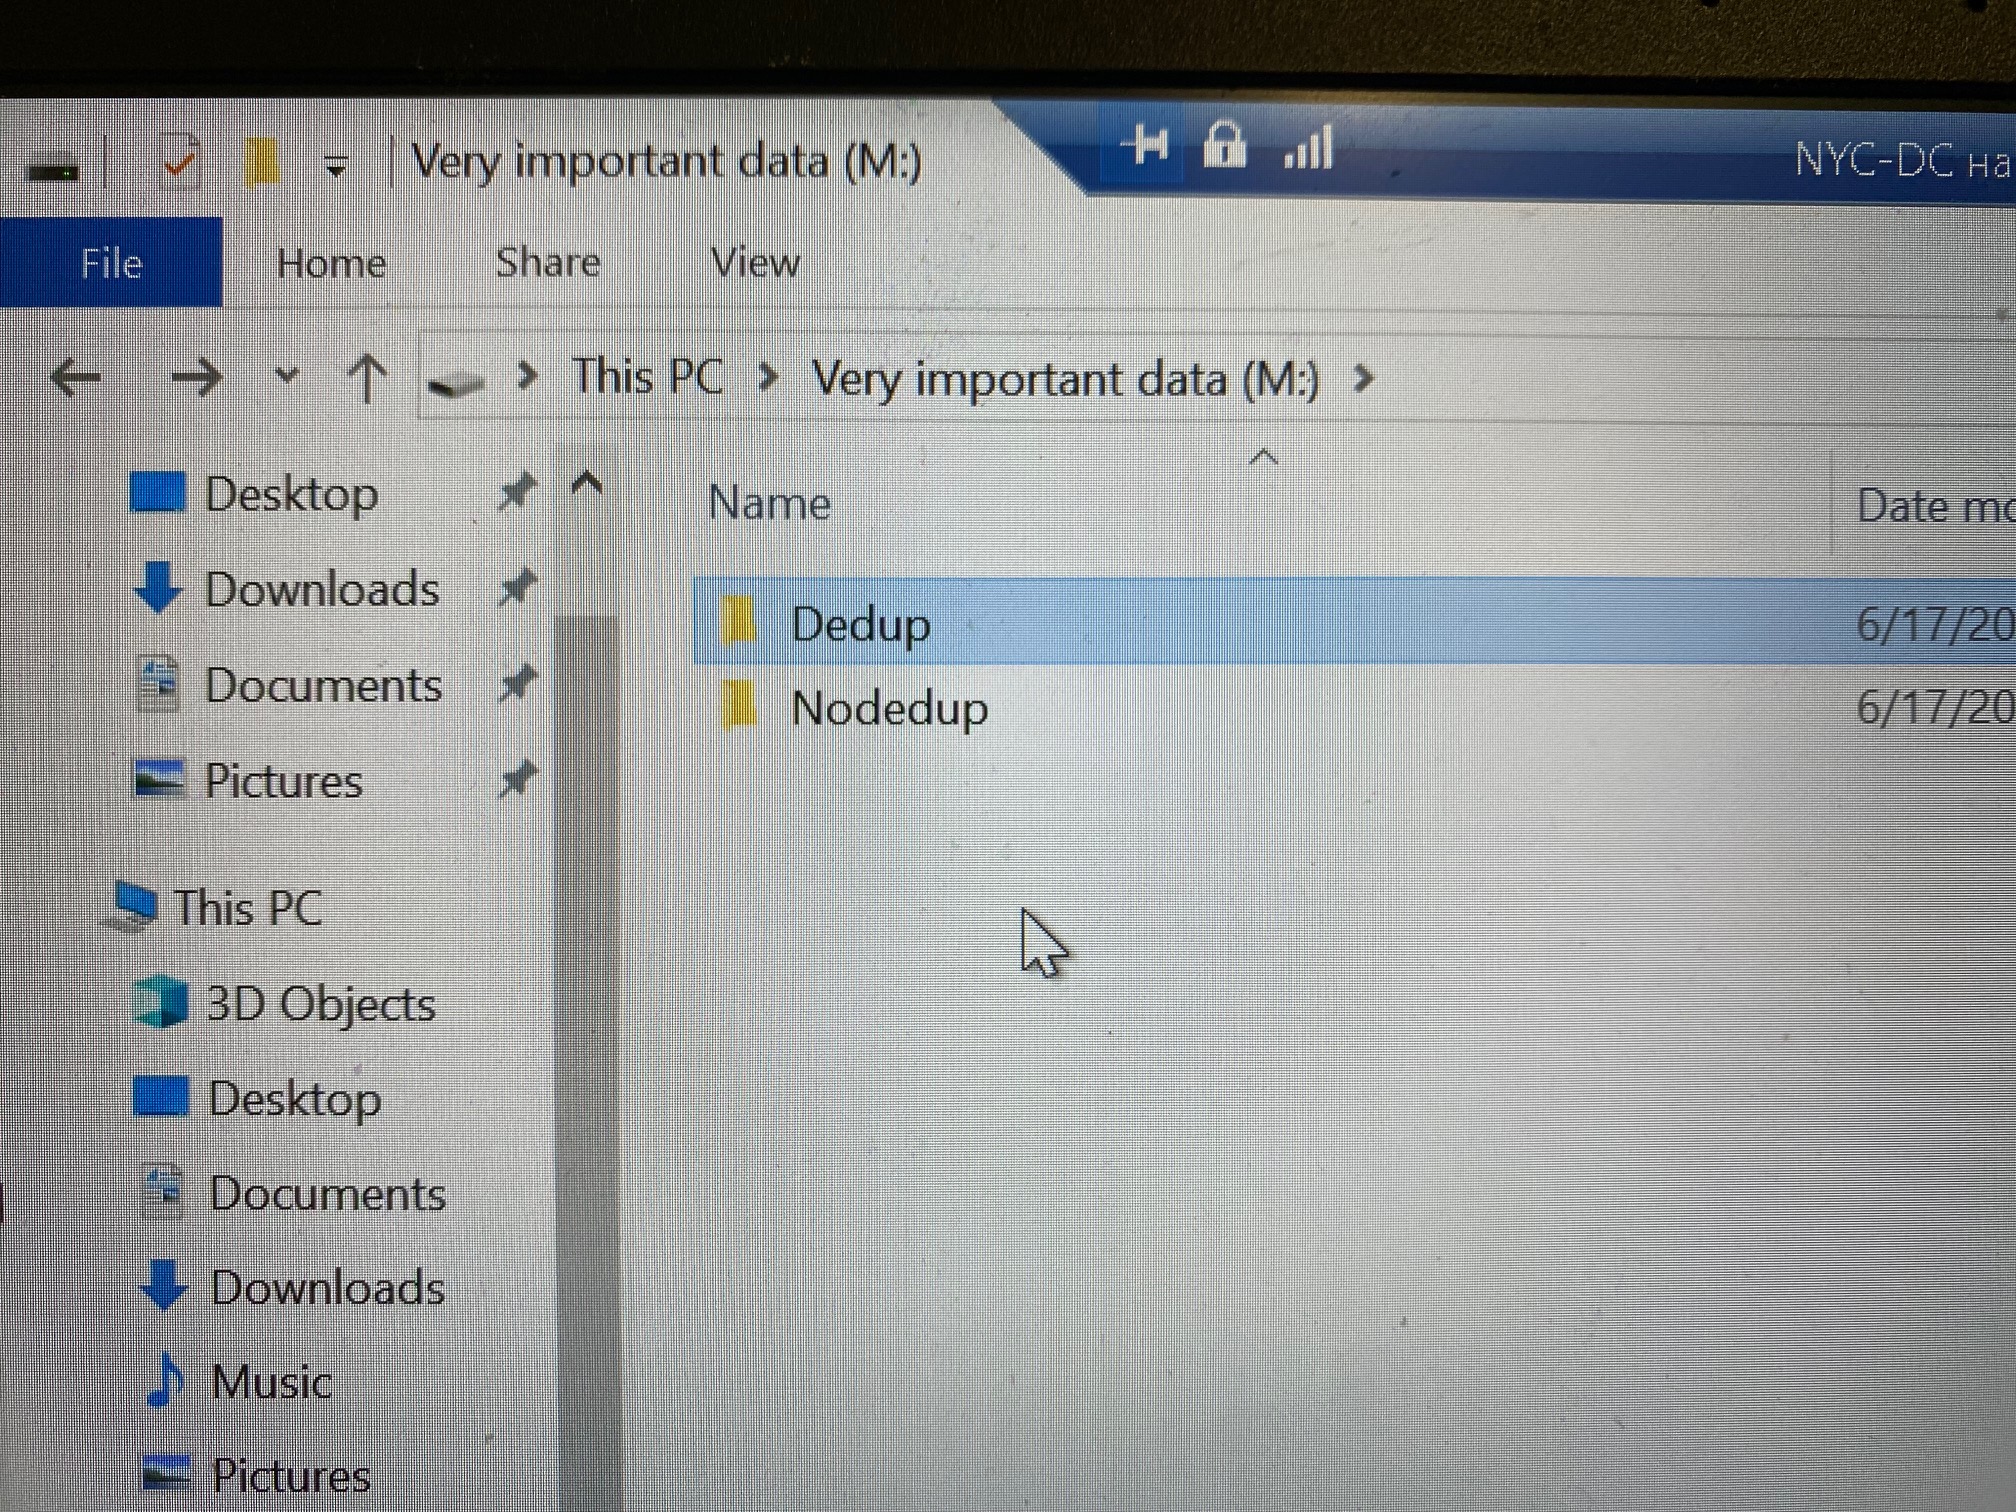 Very important data (M:)
NYC-DC на
File Home Share View
This PC Very important data (M:)
Desktop
Downloads
Documents
Pictures
This PC
3D Objects
Desktop
Documents
Downloads
Music
Pictures
Name Date mo
Dedup 6/17/20
Nodedup 6/17/20